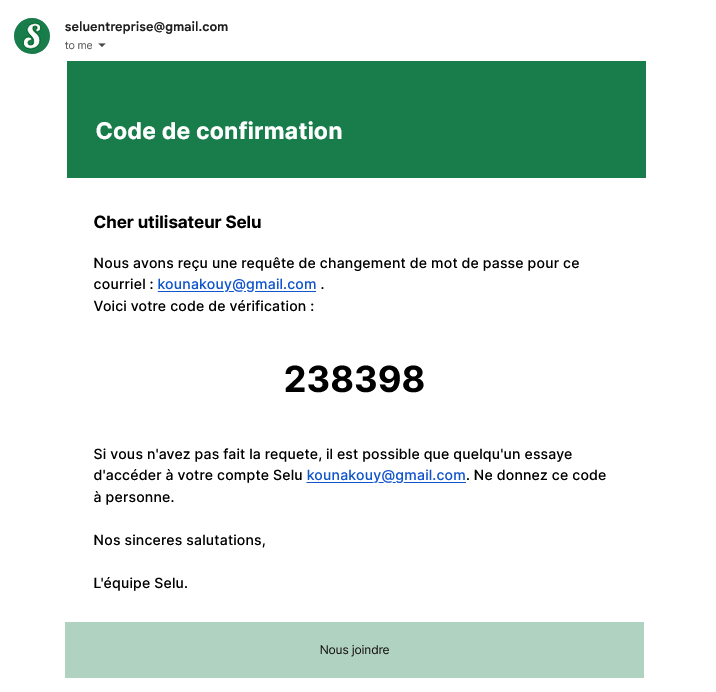 S
seluentreprise@gmail.com
to me
Code de confirmation
Cher utilisateur Selu
Nous avons reçu une requête de changement de mot de passe pour ce
courriel : kounakouy@gmail.com .
Voici votre code de vérification :
238398
Si vous n'avez pas fait la requete, il est possible que quelqu'un essaye
d'accéder à votre compte Selu kounakouy@gmail.com. Ne donnez ce code
à personne.
Nos sinceres salutations,
L'équipe Selu.
Nous joindre